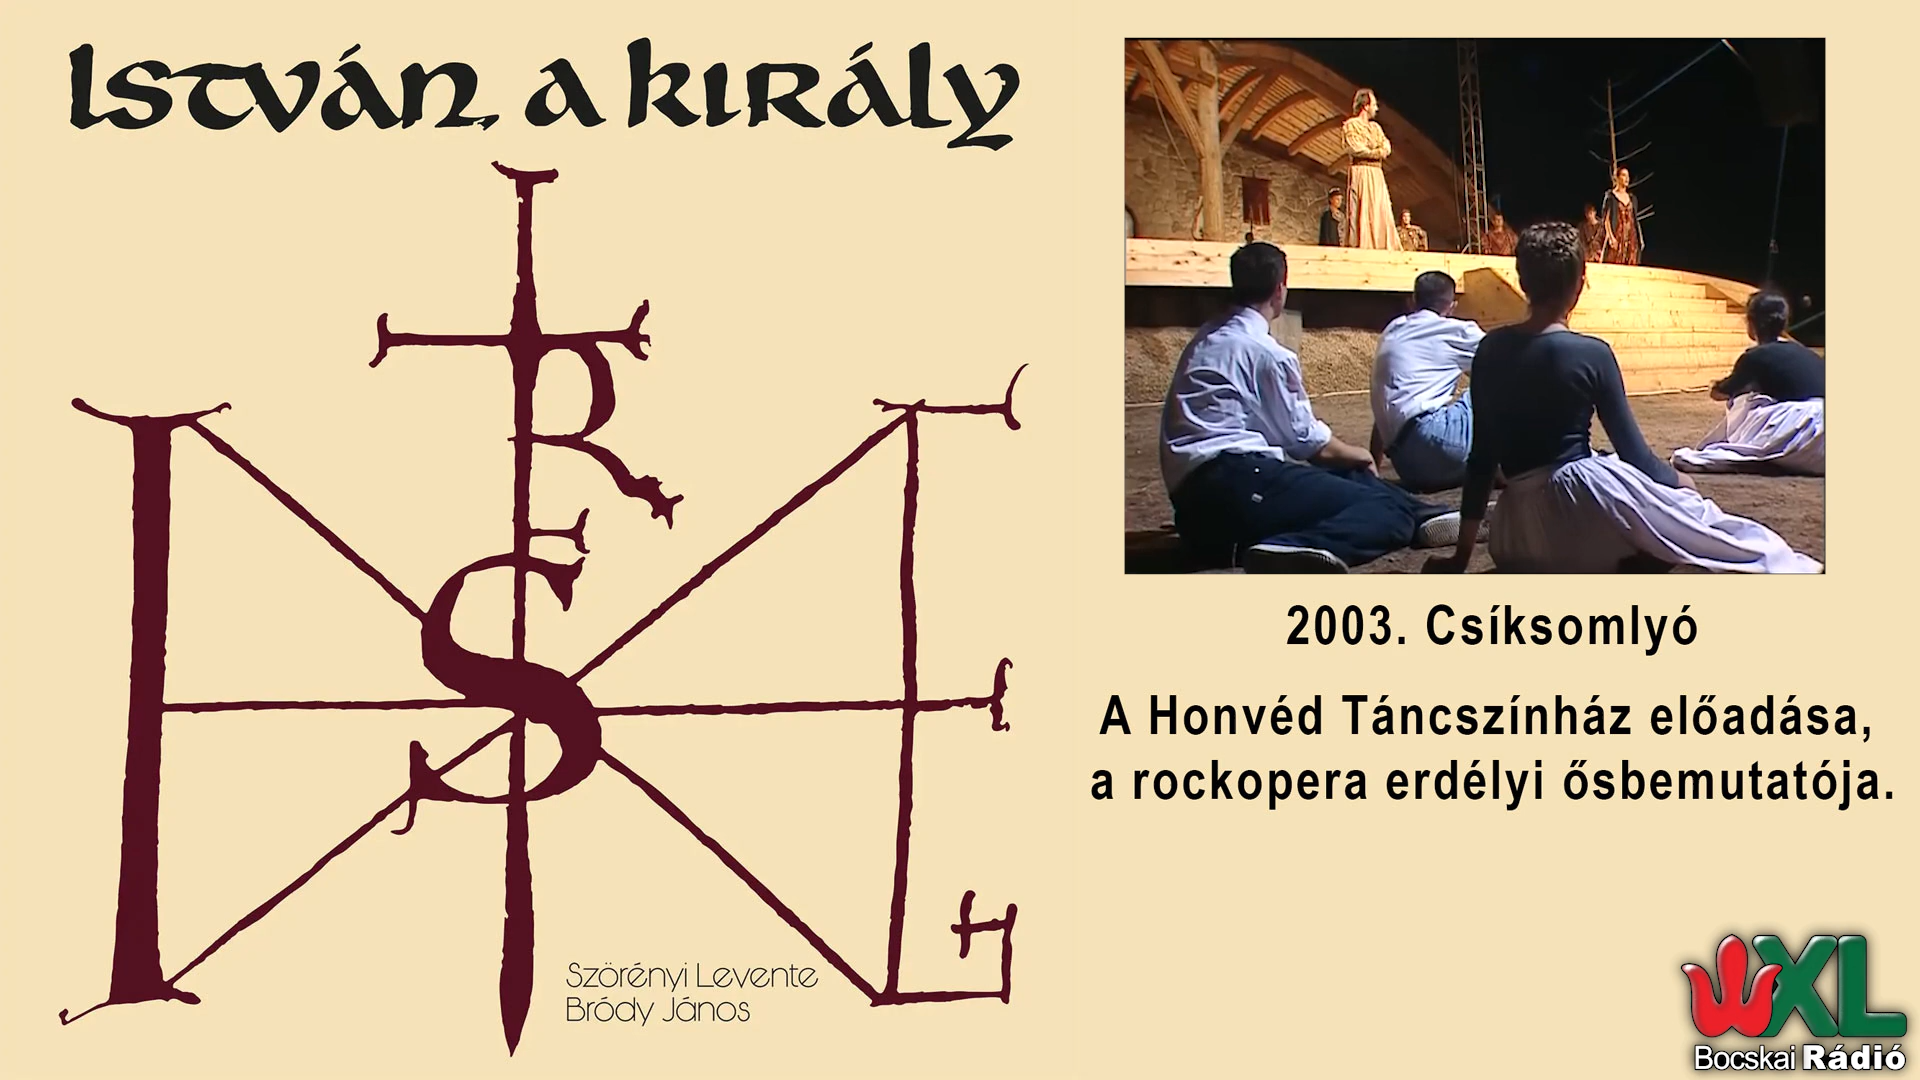 István, a király
Szörényi Levente
Bródy János
2003. Csíksomlyó
A Honvéd Táncszínház előadása,
a rockopera erdélyi ősbemutatója.
XL
Bocskai Rádió